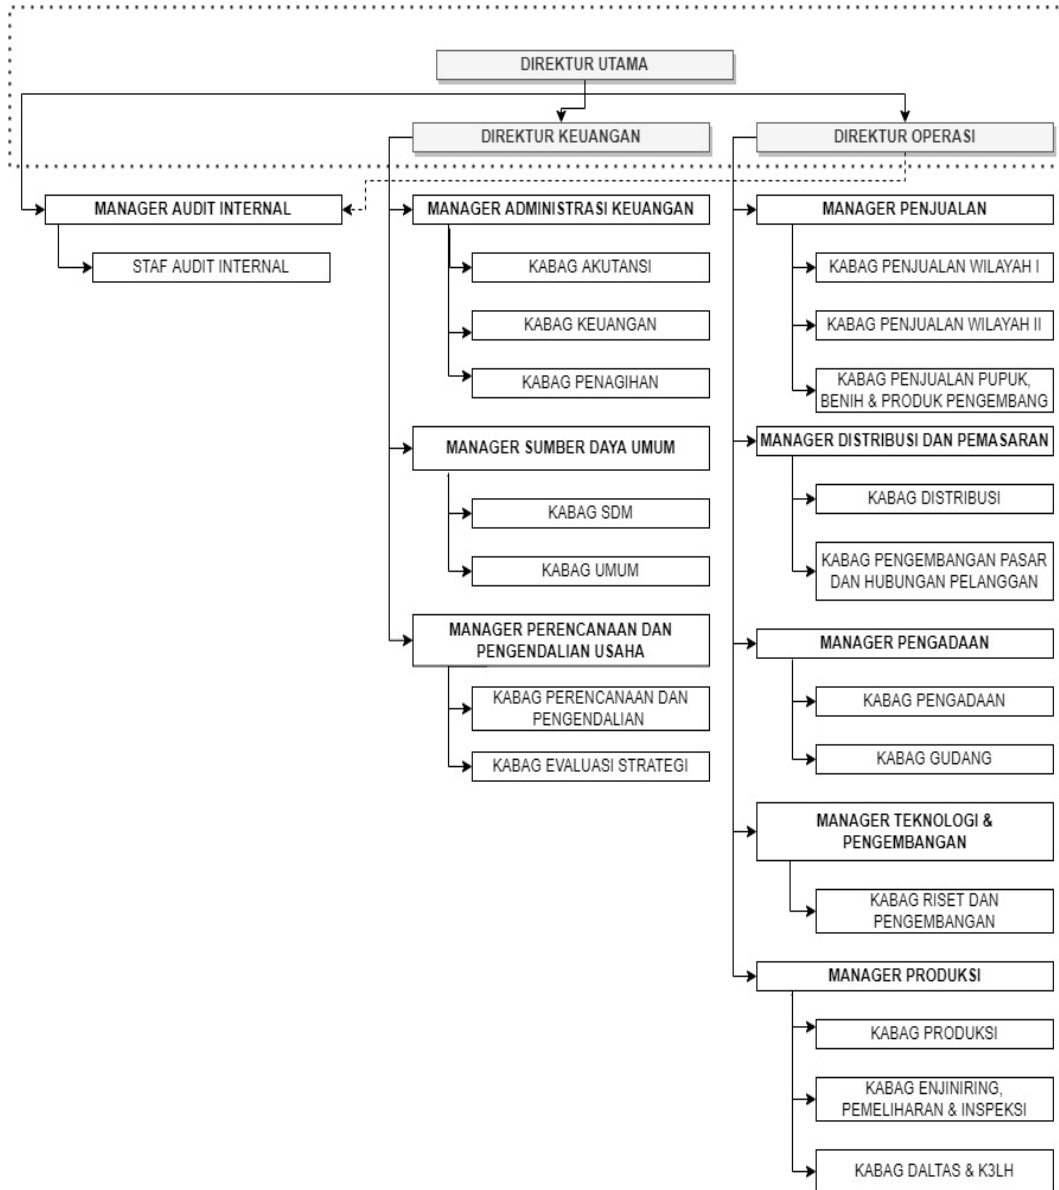 DIREKTUR UTAMA
DIREKTUR KEUANGAN
DIREKTUR OPERASI
MANAGER AUDIT INTERNAL
STAF AUDIT INTERNAL
MANAGER ADMINISTRASI KEUANGAN
KABAG AKUTANSI
KABAG KEUANGAN
KABAG PENAGIHAN
MANAGER SUMBER DAYA UMUM
KABAG SDM
KABAG UMUM
MANAGER PERENCANAAN DAN
PENGENDALIAN USAHA
KABAG PERENCANAAN DAN
PENGENDALIAN
KABAG EVALUASI STRATEGI
MANAGER PENJUALAN
KABAG PENJUALAN WILAYAH I
KABAG PENJUALAN WILAYAH II
KABAG PENJUALAN PUPUK,
BENIH & PRODUK PENGEMBANG
MANAGER DISTRIBUSI DAN PEMASARAN
KABAG DISTRIBUSI
KABAG PENGEMBANGAN PASAR
DAN HUBUNGAN PELANGGAN
MANAGER PENGADAAN
KABAG PENGADAAN
KABAG GUDANG
MANAGER TEKNOLOGI &
PENGEMBANGAN
KABAG RISET DAN
PENGEMBANGAN
MANAGER PRODUKSI
KABAG PRODUKSI
KABAG ENJINIRING,
PEMELIHARAN & INSPEKSI
KABAG DALTAS & K3LH